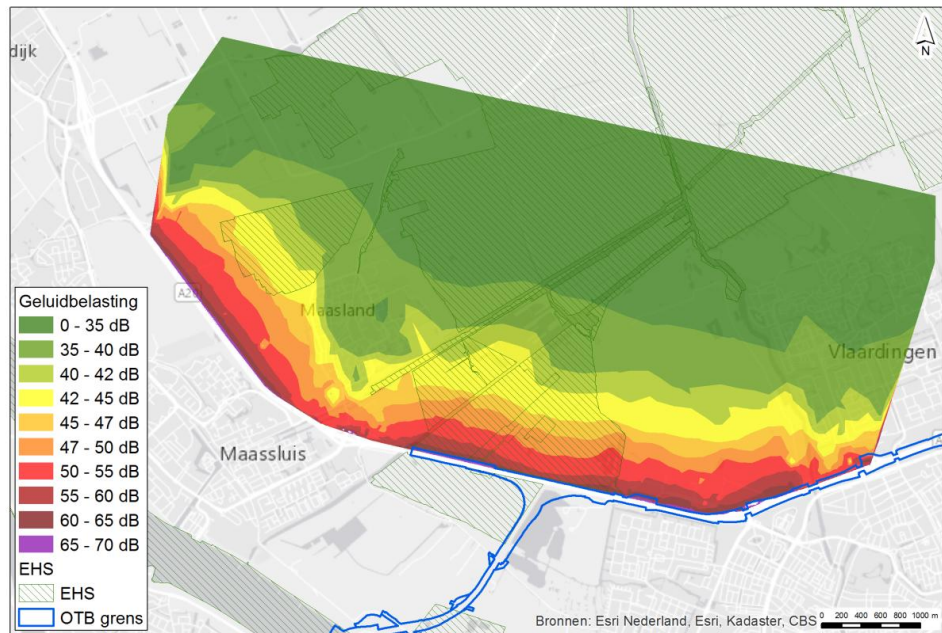 dijk
N
A20
Maasland
Vlaardingen
Maassluis
Geluidbelasting
0 - 35 dB
35 - 40 dB
40 - 42 dB
42 - 45 dB
45 - 47 dB
47 - 50 dB
50 - 55 dB
55 - 60 dB
60 - 65 dB
65 - 70 dB
EHS
EHS
OTB grens
Bronnen: Esri Nederland, Esri, Kadaster, CBS
0 200 400 600 800 1000 m